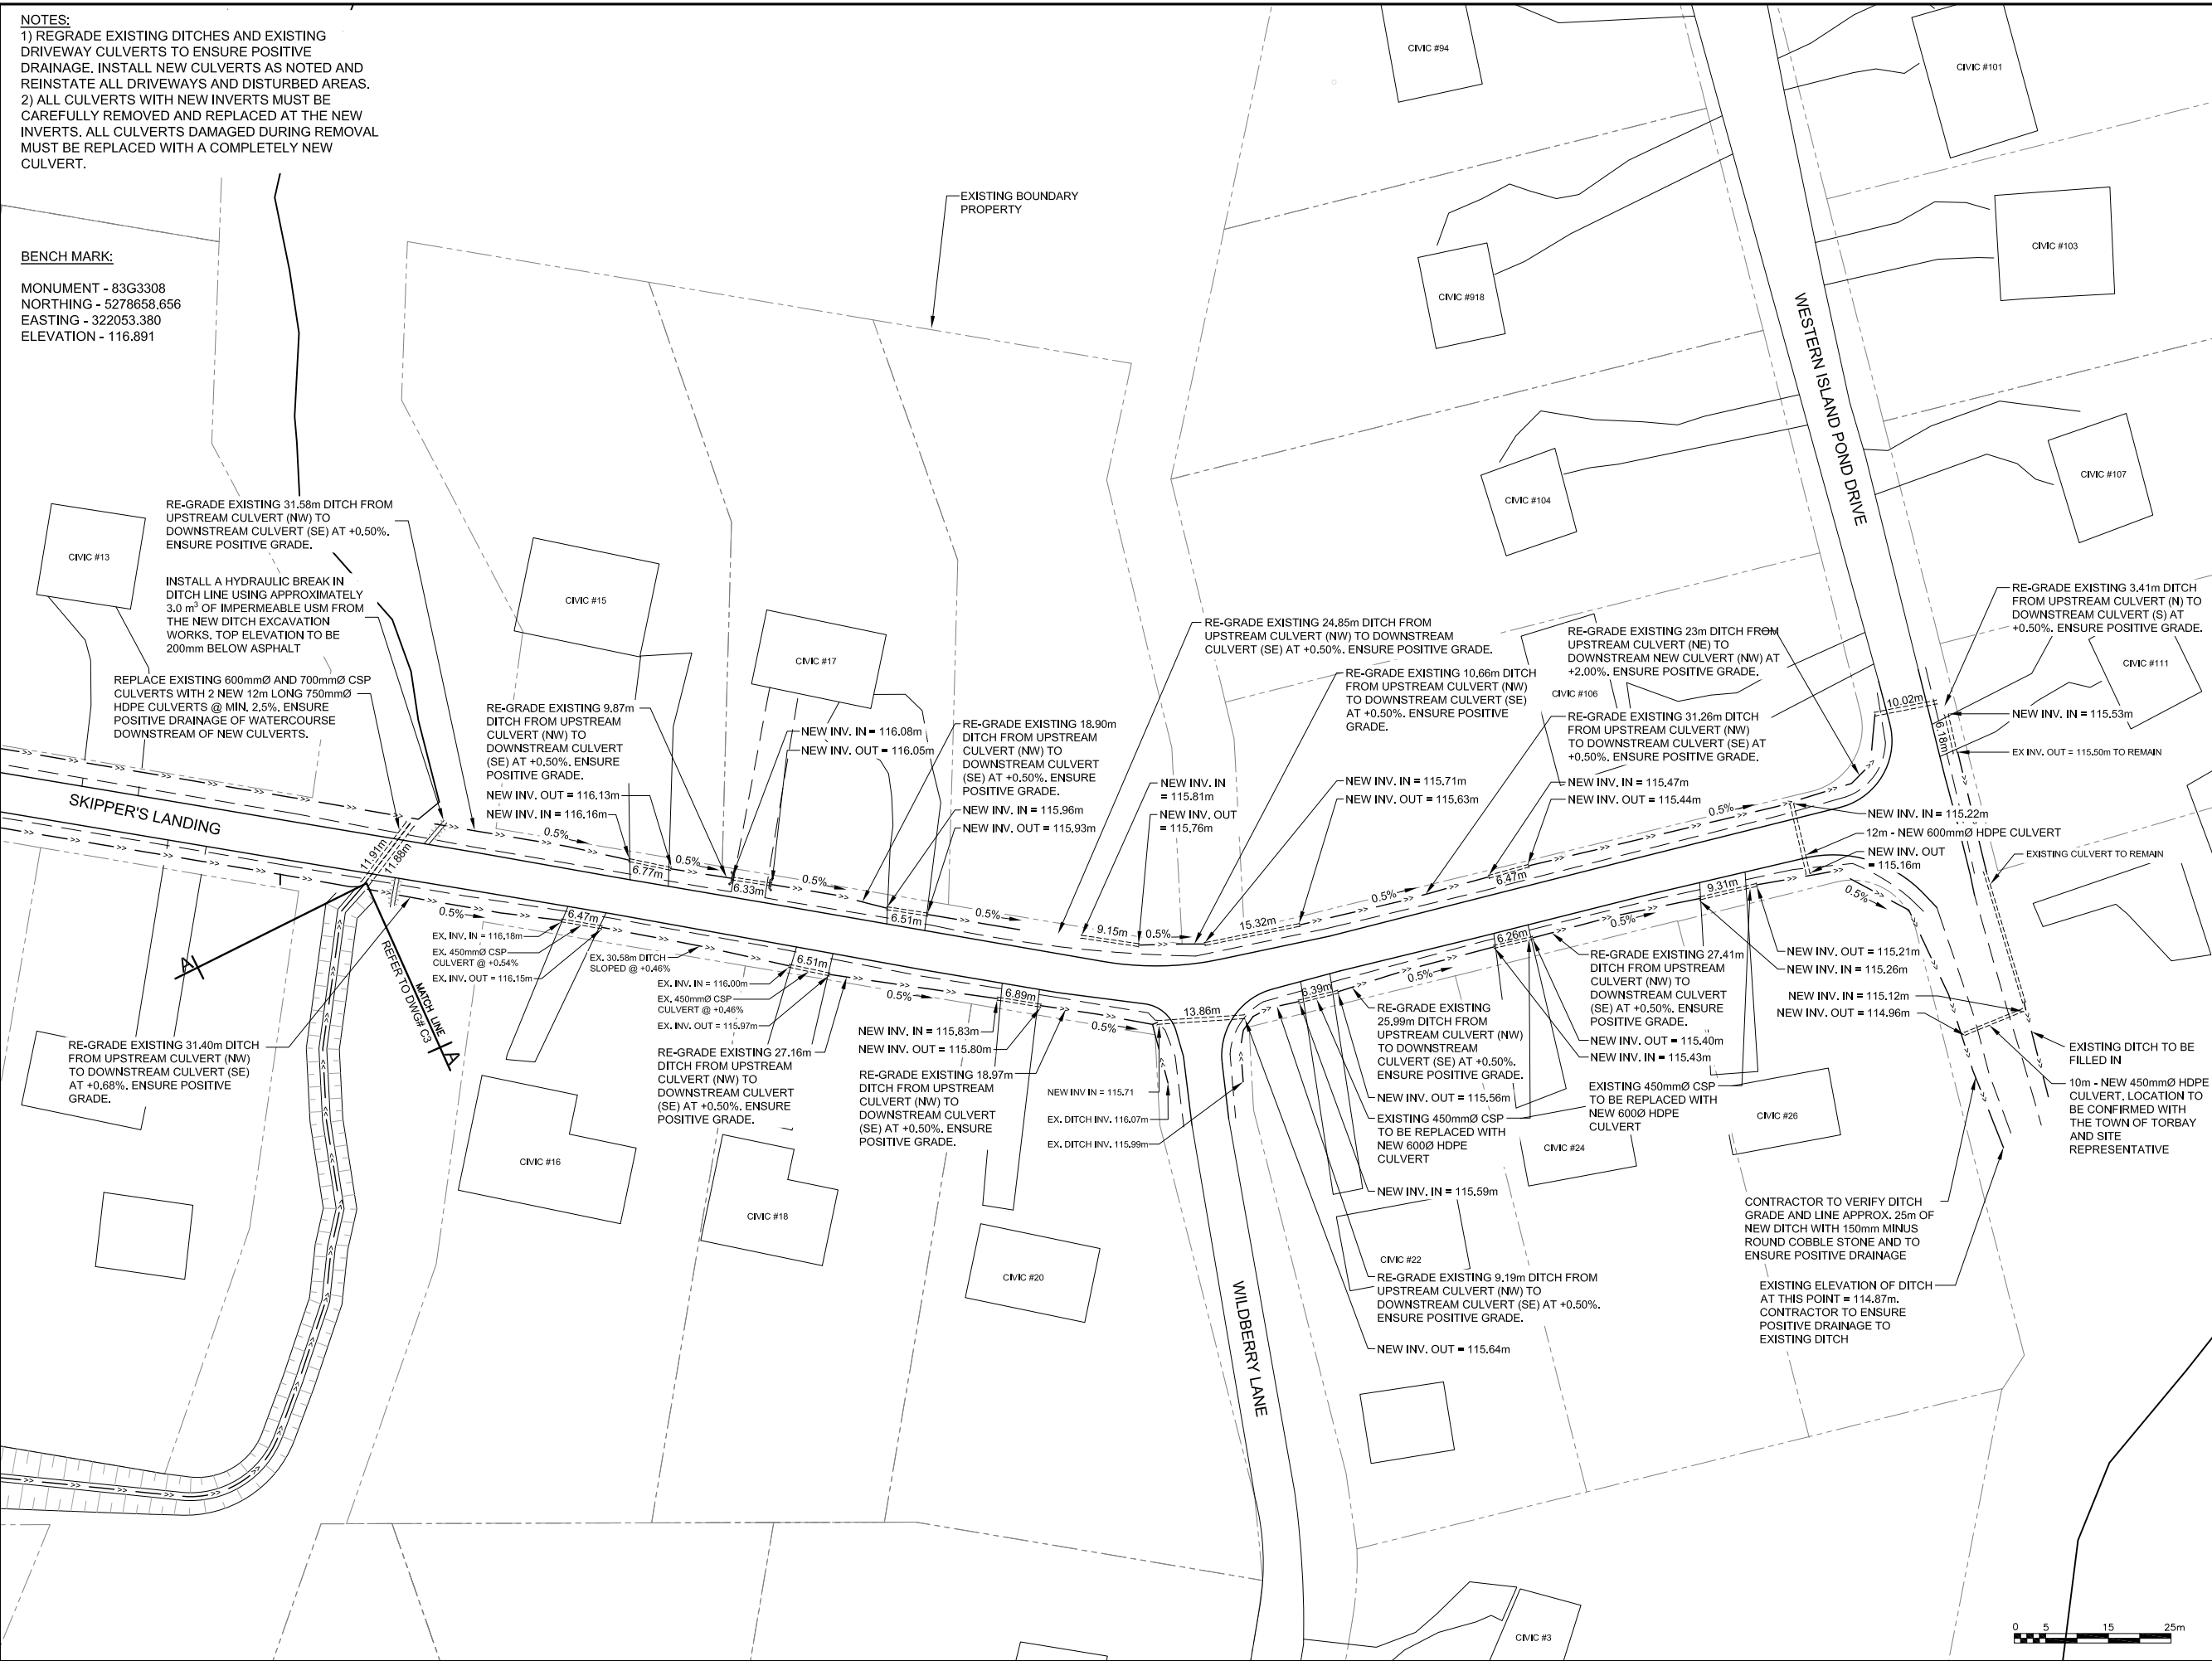 NOTES:
1) REGRADE EXISTING DITCHES AND EXISTING
DRIVEWAY CULVERTS TO ENSURE POSITIVE
DRAINAGE. INSTALL NEW CULVERTS AS NOTED AND
REINSTATE ALL DRIVEWAYS AND DISTURBED AREAS.
2) ALL CULVERTS WITH NEW INVERTS MUST BE
CAREFULLY REMOVED AND REPLACED AT THE NEW
INVERTS. ALL CULVERTS DAMAGED DURING REMOVAL
MUST BE REPLACED WITH A COMPLETELY NEW
CULVERT.
BENCH MARK:
MONUMENT - 83G3308
NORTHING - 5278658.656
EASTING - 322053.380
ELEVATION - 116.891
EXISTING BOUNDARY
PROPERTY
CIVIC #94
CIVIC #101
CIVIC #103
CIVIC #918
WESTERN ISLAND POND DRIVE
CIVIC #107
CIVIC #104
CIVIC #13
RE-GRADE EXISTING 31.58m DITCH FROM
UPSTREAM CULVERT (NW) TO
DOWNSTREAM CULVERT (SE) AT +0.50%.
ENSURE POSITIVE GRADE.
INSTALL A HYDRAULIC BREAK IN
DITCH LINE USING APPROXIMATELY
3.0 m³ OF IMPERMEABLE USM FROM
THE NEW DITCH EXCAVATION
WORKS. TOP ELEVATION TO BE
200mm BELOW ASPHALT
REPLACE EXISTING 600mmØ AND 700mmØ CSP
CULVERTS WITH 2 NEW 12m LONG 750mmØ
HDPE CULVERTS @ MIN. 2.5%. ENSURE
POSITIVE DRAINAGE OF WATERCOURSE
DOWNSTREAM OF NEW CULVERTS.
CIVIC #15
CIVIC #17
RE-GRADE EXISTING 9.87m
DITCH FROM UPSTREAM
CULVERT (NW) TO
DOWNSTREAM CULVERT
(SE) AT +0.50%. ENSURE
POSITIVE GRADE.
NEW INV. OUT = 116.13m
NEW INV. IN = 116.16m
NEW INV. IN = 116.08m
NEW INV. OUT = 116.05m
RE-GRADE EXISTING 18.90m
DITCH FROM UPSTREAM
CULVERT (NW) TO
DOWNSTREAM CULVERT
(SE) AT +0.50%. ENSURE
POSITIVE GRADE.
NEW INV. IN = 115.96m
NEW INV. OUT = 115.93m
RE-GRADE EXISTING 24.85m DITCH FROM
UPSTREAM CULVERT (NW) TO DOWNSTREAM
CULVERT (SE) AT +0.50%. ENSURE POSITIVE GRADE.
RE-GRADE EXISTING 10.66m DITCH
FROM UPSTREAM CULVERT (NW)
TO DOWNSTREAM CULVERT (SE)
AT +0.50%. ENSURE POSITIVE
GRADE.
NEW INV. IN
= 115.81m
NEW INV. OUT
= 115.76m
NEW INV. IN = 115.71m
NEW INV. OUT = 115.63m
RE-GRADE EXISTING 23m DITCH FROM
UPSTREAM CULVERT (NE) TO
DOWNSTREAM NEW CULVERT (NW) AT
+2.00%. ENSURE POSITIVE GRADE.
CIVIC #106
RE-GRADE EXISTING 31.26m DITCH
FROM UPSTREAM CULVERT (NW)
TO DOWNSTREAM CULVERT (SE) AT
+0.50%. ENSURE POSITIVE GRADE.
NEW INV. IN = 115.47m
NEW INV. OUT = 115.44m
RE-GRADE EXISTING 3.41m DITCH
FROM UPSTREAM CULVERT (N) TO
DOWNSTREAM CULVERT (S) AT
+0.50%. ENSURE POSITIVE GRADE.
CIVIC #111
NEW INV. IN = 115.53m
EX INV. OUT = 115.50m TO REMAIN
10.02m
6.18m
NEW INV. IN = 115.22m
12m - NEW 600mmØ HDPE CULVERT
NEW INV. OUT
= 115.16m
EXISTING CULVERT TO REMAIN
SKIPPER'S LANDING
11.91m
11.88m
0.5%
6.77m
0.5%
6.33m
0.5%
6.51m
0.5%
9.15m
0.5%
15.32m
0.5%
6.47m
0.5%
0.5%
6.47m
EX. INV. IN = 116.18m
EX. 450mmØ CSP
CULVERT @ +0.54%
EX. INV. OUT = 116.15m
EX. 30.58m DITCH
SLOPED @ +0.46%
6.51m
EX. INV. IN = 116.00m
EX. 450mmØ CSP
CULVERT @ +0.46%
EX. INV. OUT = 115.97m
0.5%
6.89m
0.5%
13.86m
6.39m
0.5%
6.26m
0.5%
9.31m
0.5%
A
MATCH LINE
REFER TO DWG# C3
A
RE-GRADE EXISTING 31.40m DITCH
FROM UPSTREAM CULVERT (NW)
TO DOWNSTREAM CULVERT (SE)
AT +0.68%. ENSURE POSITIVE
GRADE.
RE-GRADE EXISTING 27.16m
DITCH FROM UPSTREAM
CULVERT (NW) TO
DOWNSTREAM CULVERT
(SE) AT +0.50%. ENSURE
POSITIVE GRADE.
NEW INV. IN = 115.83m
NEW INV. OUT = 115.80m
RE-GRADE EXISTING 18.97m
DITCH FROM UPSTREAM
CULVERT (NW) TO
DOWNSTREAM CULVERT
(SE) AT +0.50%. ENSURE
POSITIVE GRADE.
NEW INV IN = 115.71
EX. DITCH INV. 116.07m
EX. DITCH INV. 115.99m
RE-GRADE EXISTING
25.99m DITCH FROM
UPSTREAM CULVERT (NW)
TO DOWNSTREAM
CULVERT (SE) AT +0.50%.
ENSURE POSITIVE GRADE.
NEW INV. OUT = 115.56m
EXISTING 450mmØ CSP
TO BE REPLACED WITH
NEW 600Ø HDPE
CULVERT
NEW INV. IN = 115.59m
RE-GRADE EXISTING 27.41m
DITCH FROM UPSTREAM
CULVERT (NW) TO
DOWNSTREAM CULVERT
(SE) AT +0.50%. ENSURE
POSITIVE GRADE.
NEW INV. OUT = 115.40m
NEW INV. IN = 115.43m
EXISTING 450mmØ CSP
TO BE REPLACED WITH
NEW 600Ø HDPE
CULVERT
NEW INV. OUT = 115.21m
NEW INV. IN = 115.26m
NEW INV. IN = 115.12m
NEW INV. OUT = 114.96m
EXISTING DITCH TO BE
FILLED IN
10m - NEW 450mmØ HDPE
CULVERT. LOCATION TO
BE CONFIRMED WITH
THE TOWN OF TORBAY
AND SITE
REPRESENTATIVE
CIVIC #16
CIVIC #18
CIVIC #20
CIVIC #24
CIVIC #26
CIVIC #22
RE-GRADE EXISTING 9.19m DITCH FROM
UPSTREAM CULVERT (NW) TO
DOWNSTREAM CULVERT (SE) AT +0.50%.
ENSURE POSITIVE GRADE.
NEW INV. OUT = 115.64m
CONTRACTOR TO VERIFY DITCH
GRADE AND LINE APPROX. 25m OF
NEW DITCH WITH 150mm MINUS
ROUND COBBLE STONE AND TO
ENSURE POSITIVE DRAINAGE
EXISTING ELEVATION OF DITCH
AT THIS POINT = 114.87m.
CONTRACTOR TO ENSURE
POSITIVE DRAINAGE TO
EXISTING DITCH
WILDBERRY LANE
CIVIC #3
0 5 15 25m